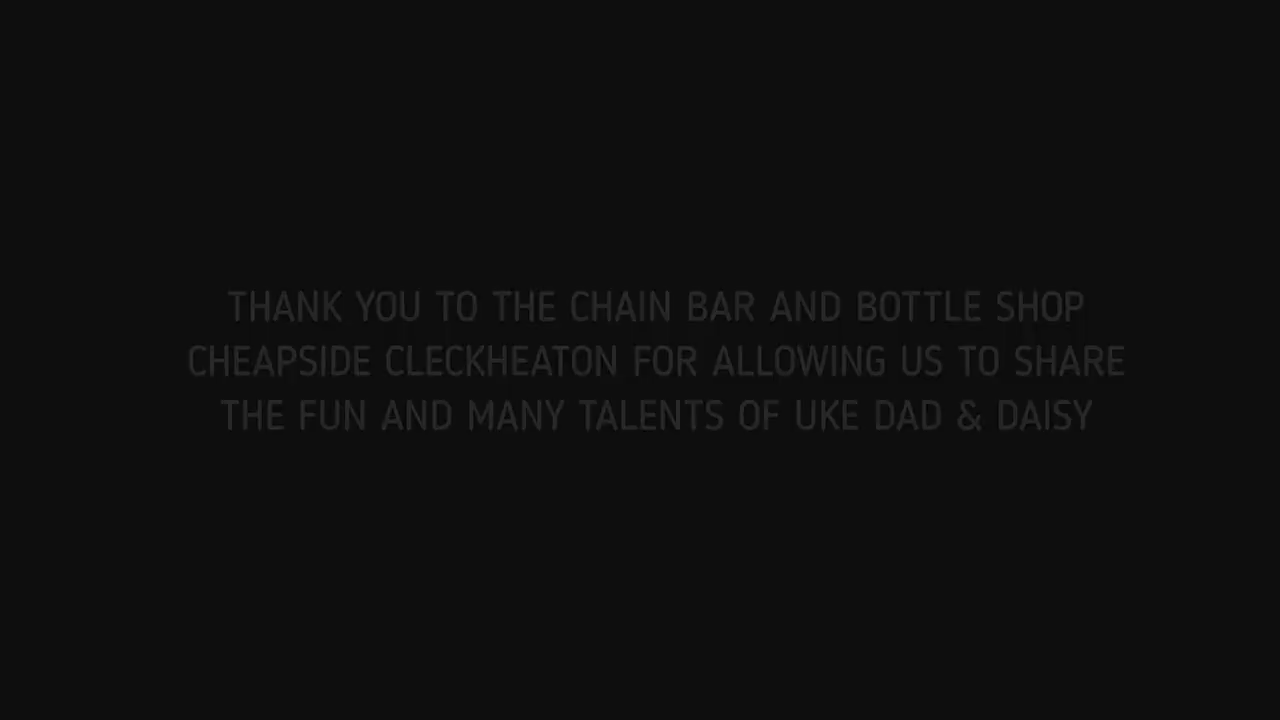 THANK YOU TO THE CHAIN BAR AND BOTTLE SHOP
CHEAPSIDE CLECKHEATON FOR ALLOWING US TO SHARE
THE FUN AND MANY TALENTS OF UKE DAD & DAISY